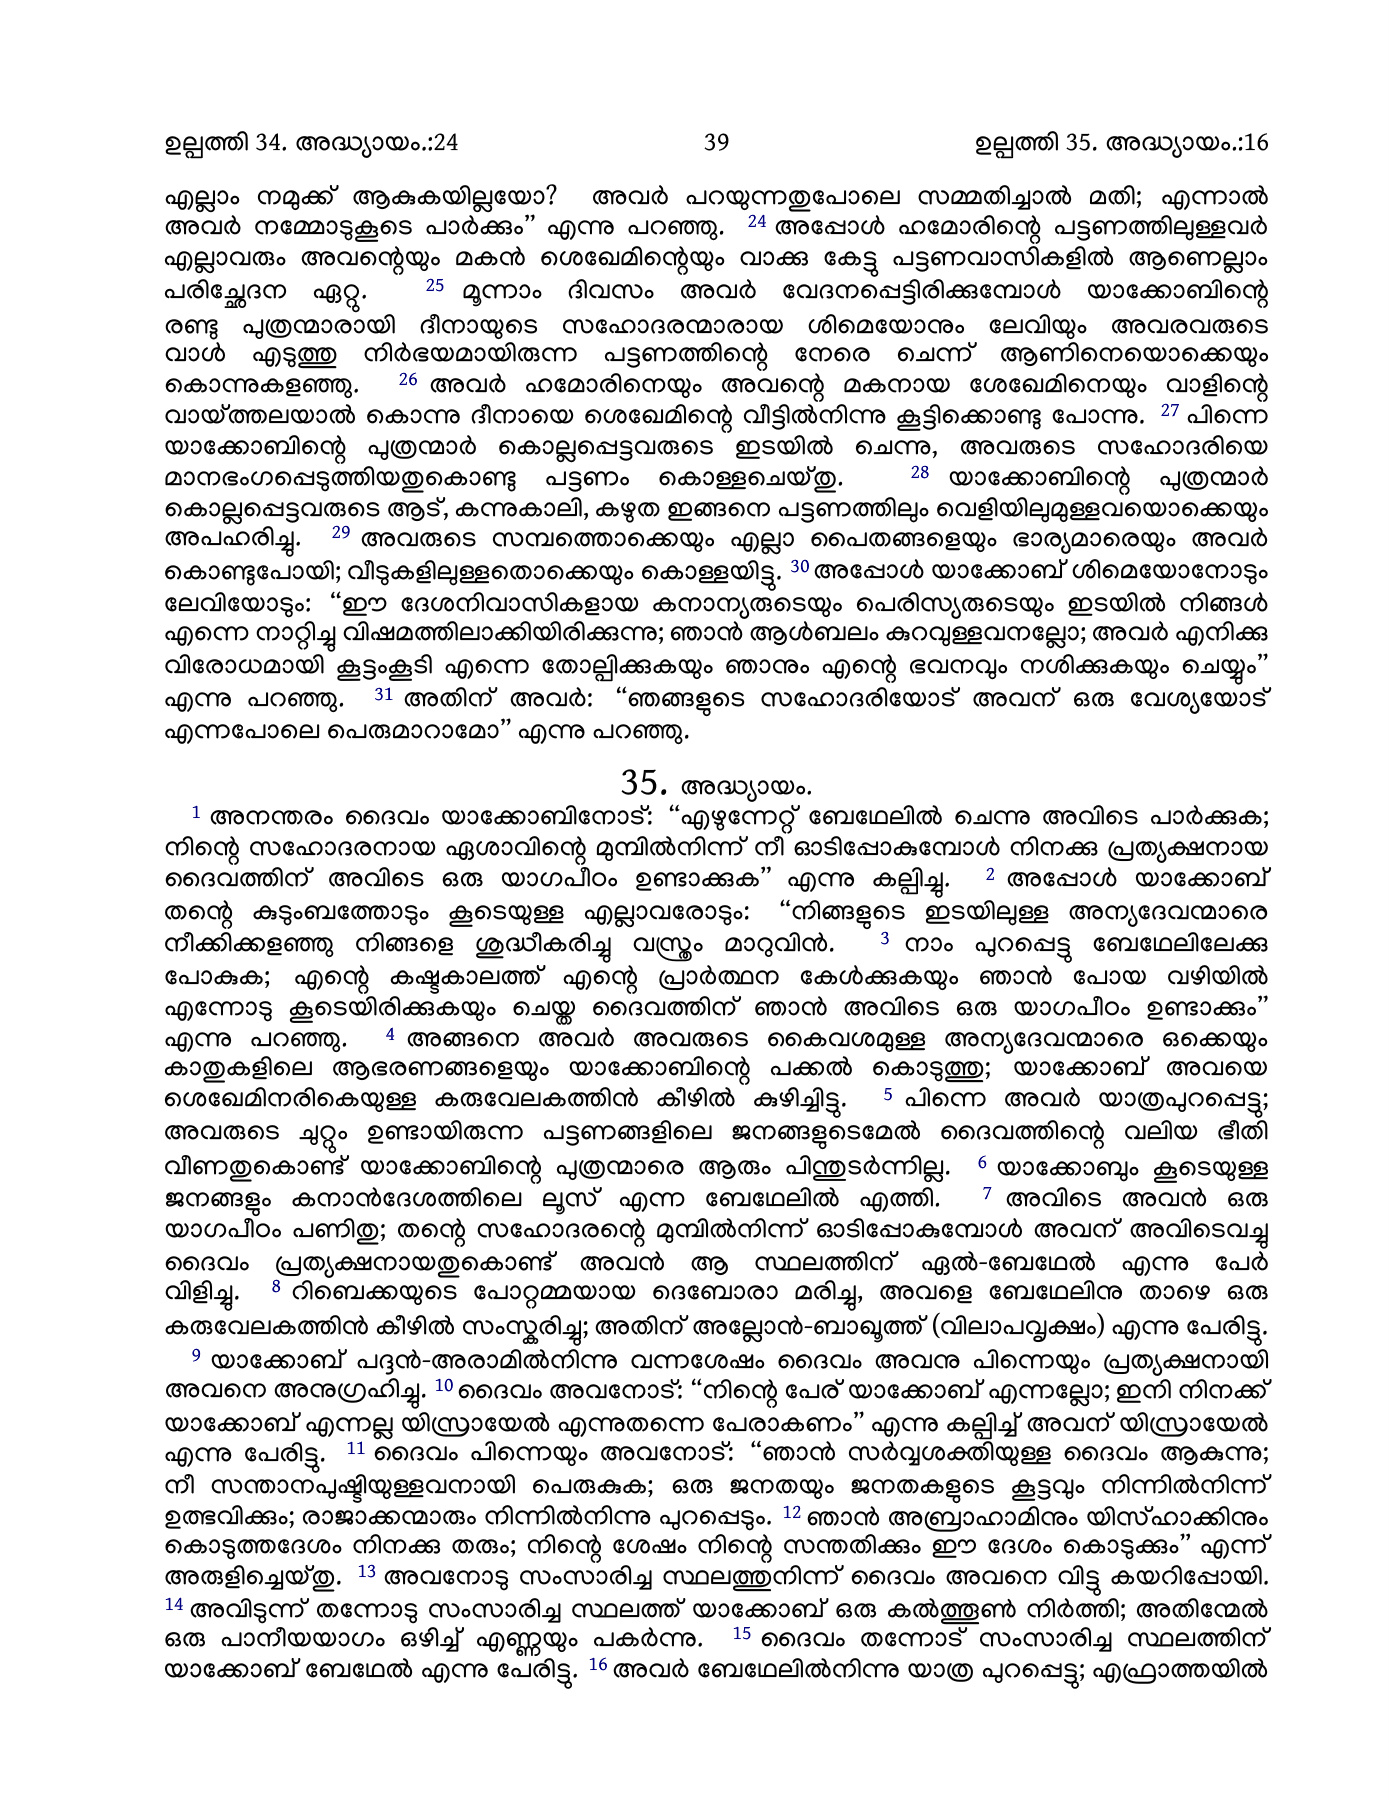 ഉല്പത്തി 34. അദ്ധ്യായം.:24 39 ഉല്പത്തി 35. അദ്ധ്യായം.:16
എല്ലാം നമുക്ക് ആകുകയില്ലയോ? അവർ പറയുന്നതുപോലെ സമ്മതിച്ചാൽ മതി; എന്നാൽ
അവർ നമ്മോടുകൂടെ പാർക്കും” എന്നു പറഞ്ഞു. 24 അപ്പോൾ ഹമോരിന്റെ പട്ടണത്തിലുള്ളവർ
എല്ലാവരും അവന്റെയും മകൻ ശെഖേമിന്റെയും വാക്കു കേട്ടു പട്ടണവാസികളിൽ ആണെല്ലാം
പരിച്ഛേദന ഏറ്റു. 25 മൂന്നാം ദിവസം അവർ വേദനപ്പെട്ടിരിക്കുമ്പോൾ യാക്കോബിന്റെ
രണ്ടു പുത്രന്മാരായി ദീനായുടെ സഹോദരന്മാരായ ശിമെയോനും ലേവിയും അവരവരുടെ
വാൾ എടുത്തു നിർഭയമായിരുന്ന പട്ടണത്തിന്റെ നേരെ ചെന്ന് ആണിനെയൊക്കെയും
കൊന്നുകളഞ്ഞു. 26 അവർ ഹമോരിനെയും അവന്റെ മകനായ ശേഖേമിനെയും വാളിന്റെ
വായ്ത്തലയാൽ കൊന്നു ദീനായെ ശെഖേമിന്റെ വീട്ടിൽനിന്നു കൂട്ടിക്കൊണ്ടു പോന്നു. 27 പിന്നെ
യാക്കോബിന്റെ പുത്രന്മാർ കൊല്ലപ്പെട്ടവരുടെ ഇടയിൽ ചെന്നു, അവരുടെ സഹോദരിയെ
മാനഭംഗപ്പെടുത്തിയതുകൊണ്ടു പട്ടണം കൊള്ളചെയ്തു. 28 യാക്കോബിന്റെ പുത്രന്മാർ
കൊല്ലപ്പെട്ടവരുടെ ആട്, കന്നുകാലി, കഴുത ഇങ്ങനെ പട്ടണത്തിലും വെളിയിലുമുള്ളവയൊക്കെയും
അപഹരിച്ചു. 29 അവരുടെ സമ്പത്തൊക്കെയും എല്ലാ പൈതങ്ങളെയും ഭാര്യമാരെയും അവർ
കൊണ്ടുപോയി; വീടുകളിലുള്ളതൊക്കെയും കൊള്ളയിട്ടു. 30 അപ്പോൾ യാക്കോബ് ശിമെയോനോടും
ലേവിയോടും: “ഈ ദേശനിവാസികളായ കനാന്യരുടെയും പെരിസ്യരുടെയും ഇടയിൽ നിങ്ങൾ
എന്നെ നാറ്റിച്ചു വിഷമത്തിലാക്കിയിരിക്കുന്നു; ഞാൻ ആൾബലം കുറവുള്ളവനല്ലോ; അവർ എനിക്കു
വിരോധമായി കൂട്ടംകൂടി എന്നെ തോല്പിക്കുകയും ഞാനും എന്റെ ഭവനവും നശിക്കുകയും ചെയ്യും”
എന്നു പറഞ്ഞു. 31 അതിന് അവർ: “ഞങ്ങളുടെ സഹോദരിയോട് അവന് ഒരു വേശ്യയോട്
എന്നപോലെ പെരുമാറാമോ” എന്നു പറഞ്ഞു.
35. അദ്ധ്യായം.
1 അനന്തരം ദൈവം യാക്കോബിനോട്: “എഴുന്നേറ്റ് ബേഥേലിൽ ചെന്നു അവിടെ പാർക്കുക;
നിന്റെ സഹോദരനായ ഏശാവിന്റെ മുമ്പിൽനിന്ന് നീ ഓടിപ്പോകുമ്പോൾ നിനക്കു പ്രത്യക്ഷനായ
ദൈവത്തിന് അവിടെ ഒരു യാഗപീഠം ഉണ്ടാക്കുക” എന്നു കല്പിച്ചു. 2 അപ്പോൾ യാക്കോബ്
തന്റെ കുടുംബത്തോടും കൂടെയുള്ള എല്ലാവരോടും: “നിങ്ങളുടെ ഇടയിലുള്ള അന്യദേവന്മാരെ
നീക്കിക്കളഞ്ഞു നിങ്ങളെ ശുദ്ധീകരിച്ചു വസ്ത്രം മാറുവിൻ. 3 നാം പുറപ്പെട്ടു ബേഥേലിലേക്കു
പോകുക; എന്റെ കഷ്ടകാലത്ത് എന്റെ പ്രാർത്ഥന കേൾക്കുകയും ഞാൻ പോയ വഴിയിൽ
എന്നോടു കൂടെയിരിക്കുകയും ചെയ്ത ദൈവത്തിന് ഞാൻ അവിടെ ഒരു യാഗപീഠം ഉണ്ടാക്കും”
എന്നു പറഞ്ഞു. 4 അങ്ങനെ അവർ അവരുടെ കൈവശമുള്ള അന്യദേവന്മാരെ ഒക്കെയും
കാതുകളിലെ ആഭരണങ്ങളെയും യാക്കോബിന്റെ പക്കൽ കൊടുത്തു; യാക്കോബ് അവയെ
ശെഖേമിനരികെയുള്ള കരുവേലകത്തിൻ കീഴിൽ കുഴിച്ചിട്ടു. 5 പിന്നെ അവർ യാത്രപുറപ്പെട്ടു;
അവരുടെ ചുറ്റും ഉണ്ടായിരുന്ന പട്ടണങ്ങളിലെ ജനങ്ങളുടെമേൽ ദൈവത്തിന്റെ വലിയ ഭീതി
വീണതുകൊണ്ട് യാക്കോബിന്റെ പുത്രന്മാരെ ആരും പിന്തുടർന്നില്ല. 6 യാക്കോബും കൂടെയുള്ള
ജനങ്ങളും കനാൻദേശത്തിലെ ലൂസ് എന്ന ബേഥേലിൽ എത്തി. 7 അവിടെ അവൻ ഒരു
യാഗപീഠം പണിതു; തന്റെ സഹോദരന്റെ മുമ്പിൽനിന്ന് ഓടിപ്പോകുമ്പോൾ അവന് അവിടെവച്ചു
ദൈവം പ്രത്യക്ഷനായതുകൊണ്ട് അവൻ ആ സ്ഥലത്തിന് ഏൽ-ബേഥേൽ എന്നു പേർ
വിളിച്ചു. 8 റിബെക്കയുടെ പോറ്റമ്മയായ ദെബോരാ മരിച്ചു, അവളെ ബേഥേലിനു താഴെ ഒരു
കരുവേലകത്തിൻ കീഴിൽ സംസ്കരിച്ചു; അതിന് അല്ലോൻ-ബാഖൂത്ത് (വിലാപവൃക്ഷം) എന്നു പേരിട്ടു.
9 യാക്കോബ് പദ്ദൻ-അരാമിൽനിന്നു വന്നശേഷം ദൈവം അവനു പിന്നെയും പ്രത്യക്ഷനായി
അവനെ അനുഗ്രഹിച്ചു. 10 ദൈവം അവനോട്: “നിന്റെ പേര് യാക്കോബ് എന്നല്ലോ; ഇനി നിനക്ക്
യാക്കോബ് എന്നല്ല യിസ്രായേൽ എന്നുതന്നെ പേരാകണം” എന്നു കല്പിച്ച് അവന് യിസ്രായേൽ
എന്നു പേരിട്ടു. 11 ദൈവം പിന്നെയും അവനോട്: “ഞാൻ സർവ്വശക്തിയുള്ള ദൈവം ആകുന്നു;
നീ സന്താനപുഷ്ടിയുള്ളവനായി പെരുകുക; ഒരു ജനതയും ജനതകളുടെ കൂട്ടവും നിന്നിൽനിന്ന്
ഉത്ഭവിക്കും; രാജാക്കന്മാരും നിന്നിൽനിന്നു പുറപ്പെടും. 12 ഞാൻ അബ്രാഹാമിനും യിസ്ഹാക്കിനും
കൊടുത്തദേശം നിനക്കു തരും; നിന്റെ ശേഷം നിന്റെ സന്തതിക്കും ഈ ദേശം കൊടുക്കും” എന്ന്
അരുളിച്ചെയ്തു. 13 അവനോടു സംസാരിച്ച സ്ഥലത്തുനിന്ന് ദൈവം അവനെ വിട്ടു കയറിപ്പോയി.
14 അവിടുന്ന് തന്നോടു സംസാരിച്ച സ്ഥലത്ത് യാക്കോബ് ഒരു കൽത്തൂൺ നിർത്തി; അതിന്മേൽ
ഒരു പാനീയയാഗം ഒഴിച്ച് എണ്ണയും പകർന്നു. 15 ദൈവം തന്നോട് സംസാരിച്ച സ്ഥലത്തിന്
യാക്കോബ് ബേഥേൽ എന്നു പേരിട്ടു. 16 അവർ ബേഥേലിൽനിന്നു യാത്ര പുറപ്പെട്ടു; എഫ്രാത്തയിൽ